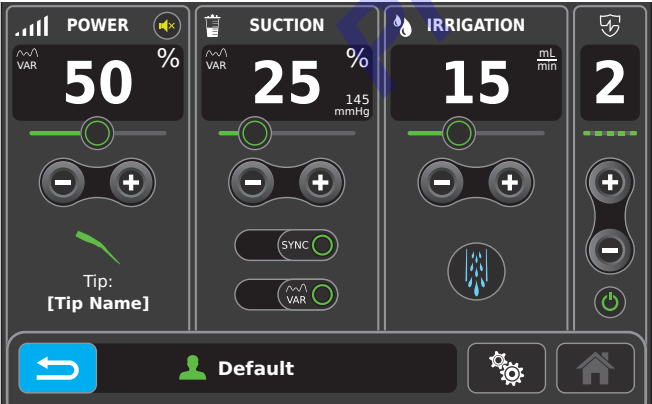 POWER
VAR
50 %
Tip:
[Tip Name]
SUCTION
VAR
25 %
145
mmHg
SYNC
VAR
IRRIGATION
15
mL
min
2
Default